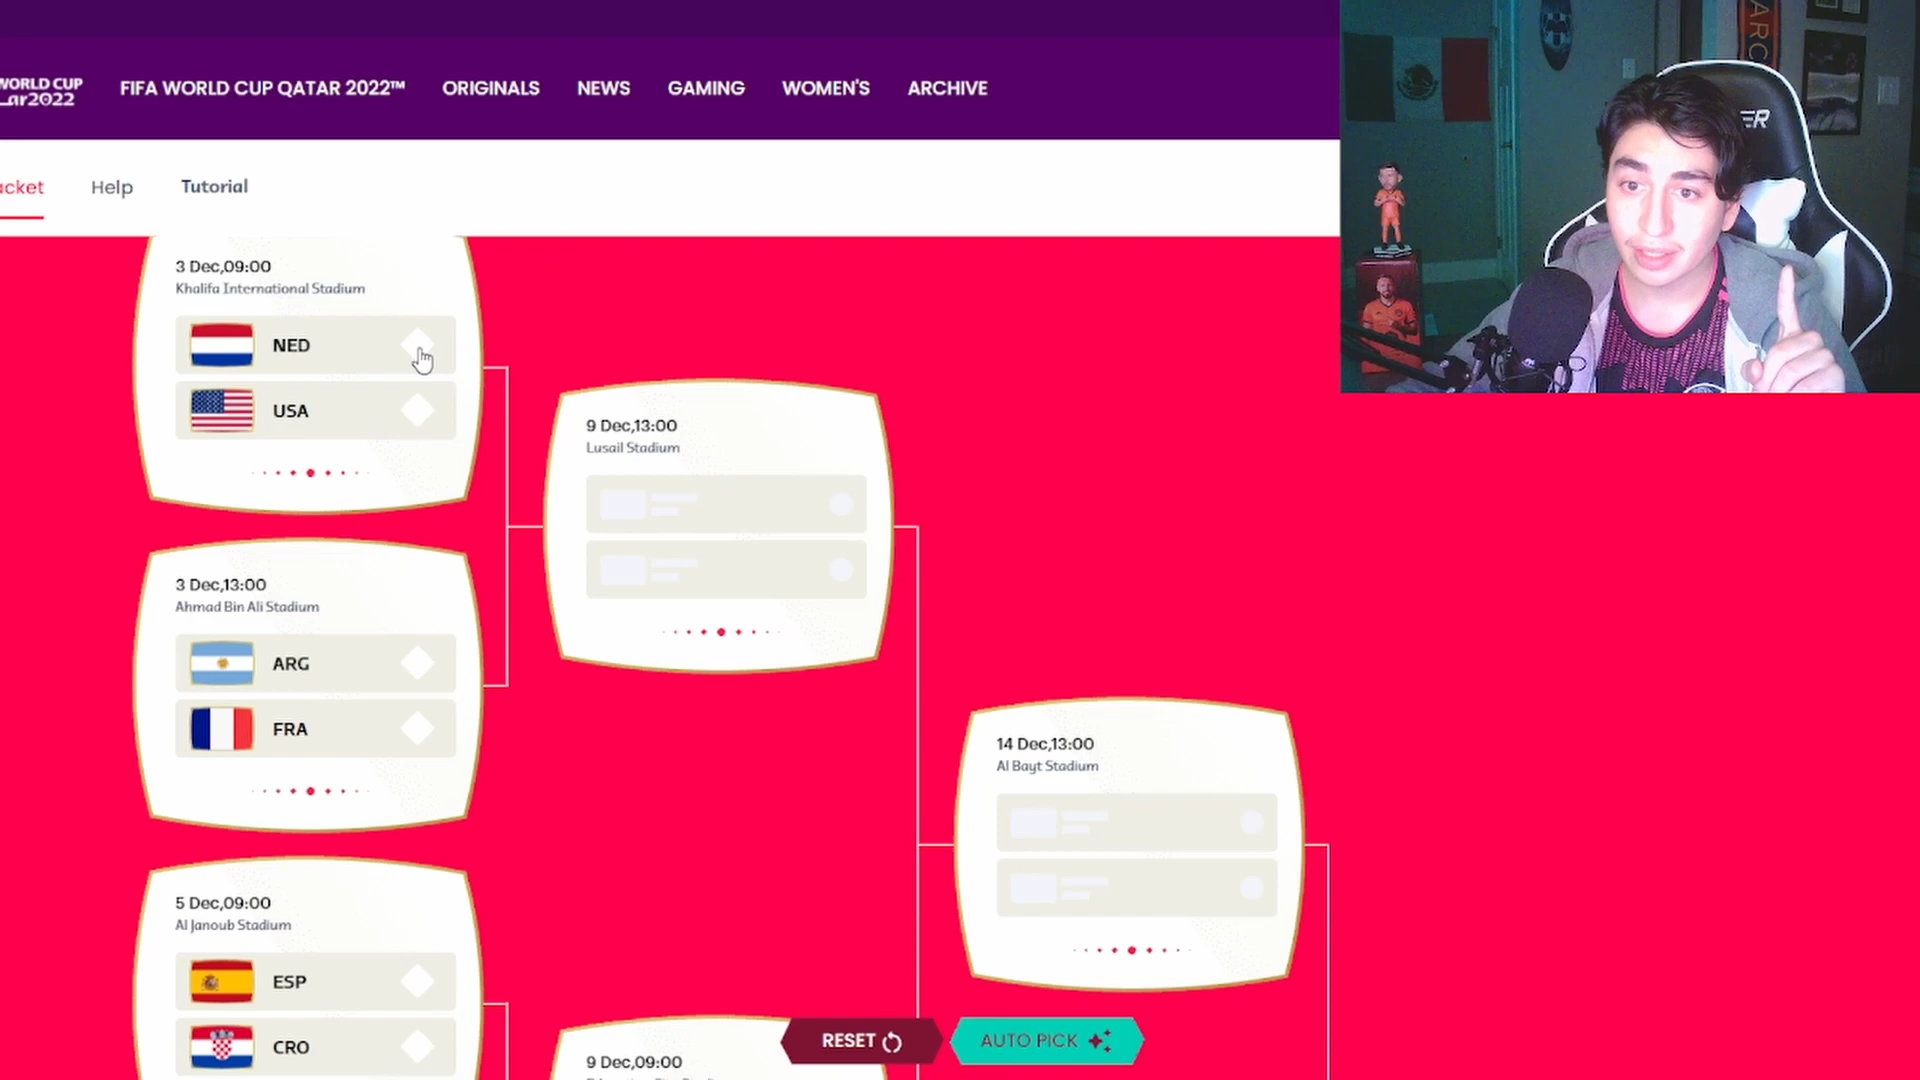 WORLD CUP
ar2022
FIFA WORLD CUP QATAR 2022™
ORIGINALS
NEWS
GAMING
WOMEN'S
ARCHIVE
acket
Help
Tutorial
3 Dec,09:00
Khalifa International Stadium
NED
USA
9 Dec,13:00
Lusail Stadium
3 Dec,13:00
Ahmad Bin Ali Stadium
ARG
FRA
14 Dec,13:00
Al Bayt Stadium
5 Dec,09:00
Al Janoub Stadium
ESP
CRO
9 Dec,09:00
RESET
AUTO PICK